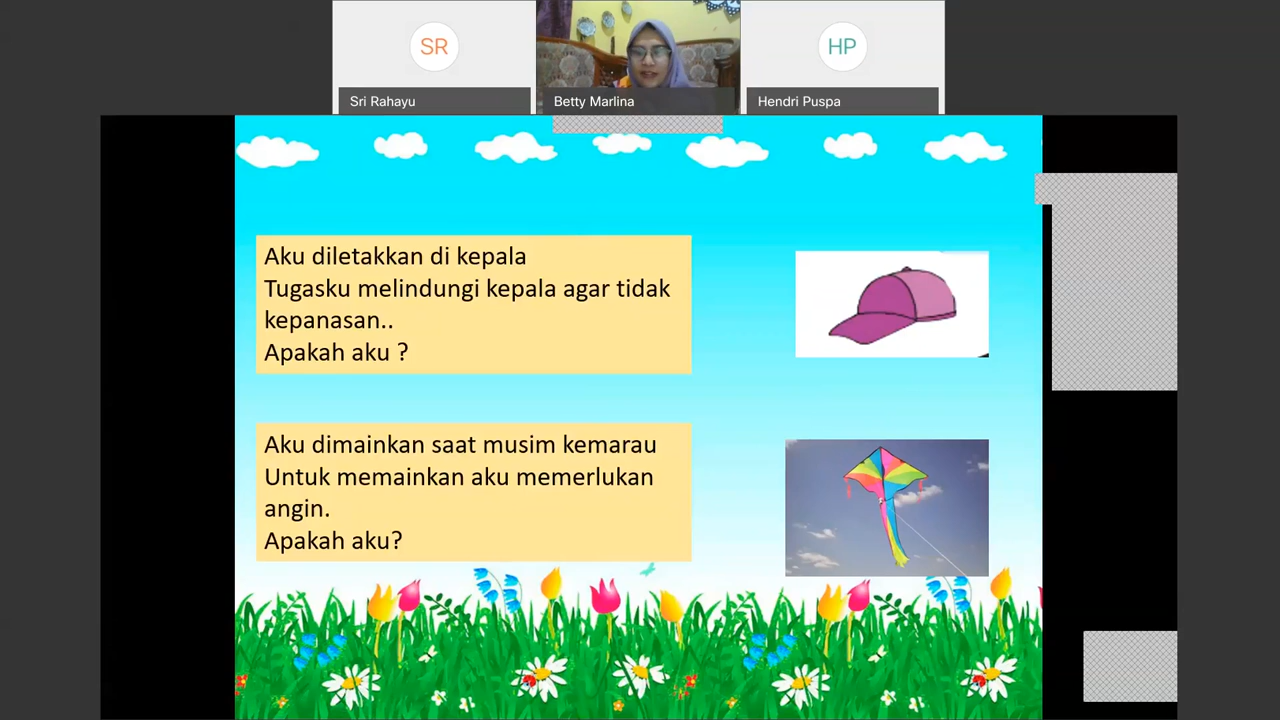 SR
HP
Sri Rahayu
Betty Marlina
Hendri Puspa
Aku diletakkan di kepala
Tugasku melindungi kepala agar tidak
kepanasan..
Apakah aku ?
Aku dimainkan saat musim kemarau
Untuk memainkan aku memerlukan
angin.
Apakah aku?